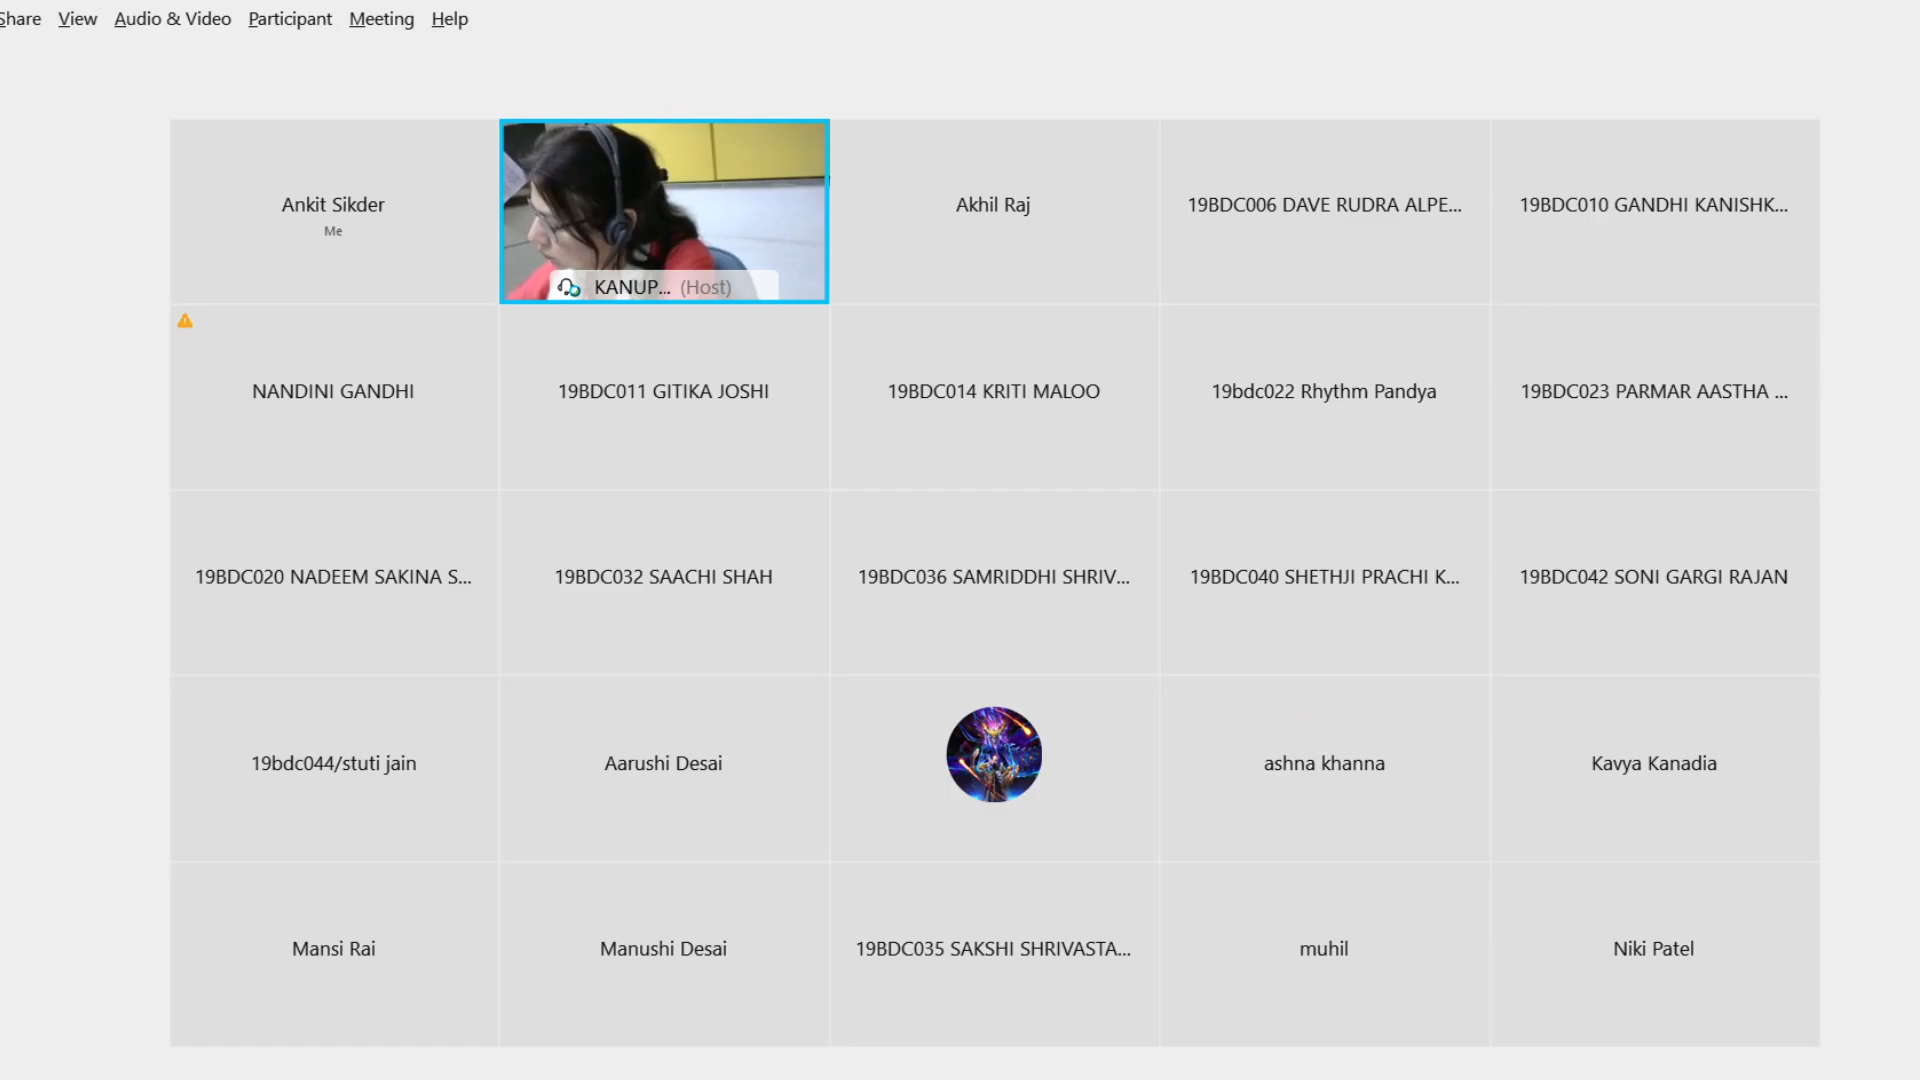 Share View Audio & Video Participant Meeting Help
Ankit Sikder
Me
KANUP... (Host)
Akhil Raj
19BDC006 DAVE RUDRA ALPE...
19BDC010 GANDHI KANISHK...
NANDINI GANDHI
19BDC011 GITIKA JOSHI
19BDC014 KRITI MALOO
19bdc022 Rhythm Pandya
19BDC023 PARMAR AASTHA ...
19BDC020 NADEEM SAKINA S...
19BDC032 SAACHI SHAH
19BDC036 SAMRIDDHI SHRIV...
19BDC040 SHETHJI PRACHI K...
19BDC042 SONI GARGI RAJAN
19bdc044/stuti jain
Aarushi Desai
ashna khanna
Kavya Kanadia
Mansi Rai
Manushi Desai
19BDC035 SAKSHI SHRIVASTA...
muhil
Niki Patel